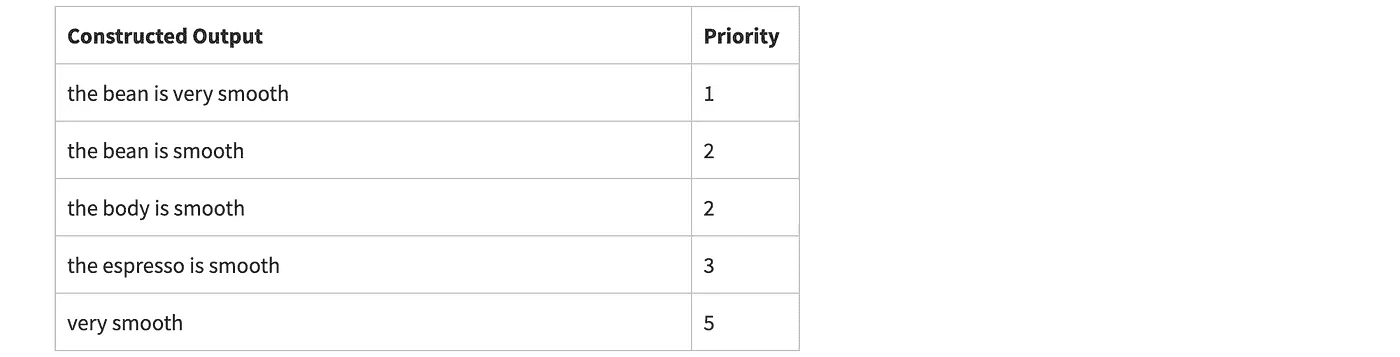 Constructed Output Priority
the bean is very smooth 1
the bean is smooth 2
the body is smooth 2
the espresso is smooth 3
very smooth 5